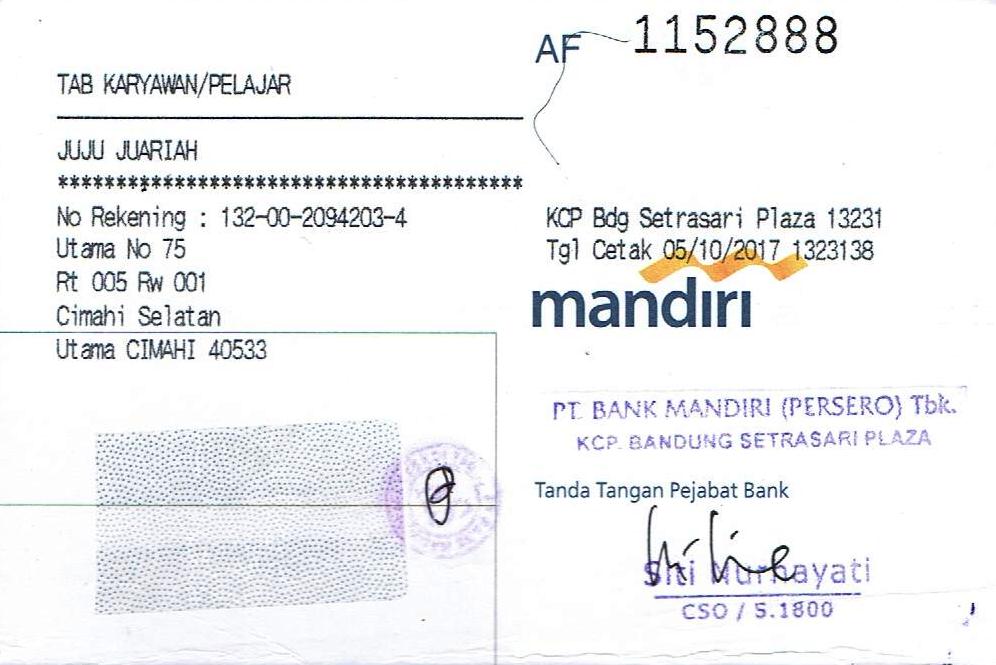 AF 1152888
TAB KARYAWAN/PELAJAR
JUJU JUARIAH
****************************************
No Rekening : 132-00-2094203-4
Utama No 75
Rt 005 Rw 001
Cimahi Selatan
Utama CIMAHI 40533
KCP Bdg Setrasari Plaza 13231
Tgl Cetak 05/10/2017 1323138
mandiri
PT. BANK MANDIRI (PERSERO) Tbk.
KCP. BANDUNG SETRASARI PLAZA
Tanda Tangan Pejabat Bank
Siti Nurhayati
CSO / S.1800